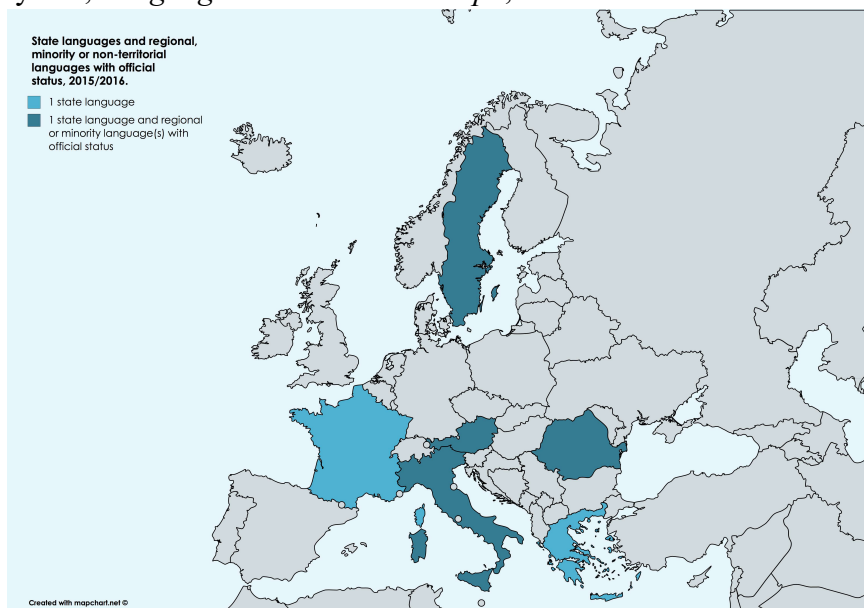 State languages and regional,
minority or non-territorial
languages with official
status, 2015/2016.
1 state language
1 state language and regional
or minority language(s) with
official status
Created with mapchart.net ©